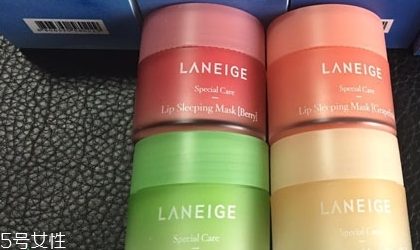 LANEIGE
Special Care
Lip Sleeping Mask [Berry]
LANEIGE
Special Care
Lip Sleeping Mask
LANEIGE
Special Care
LANEIGE
Special Care
5号女性